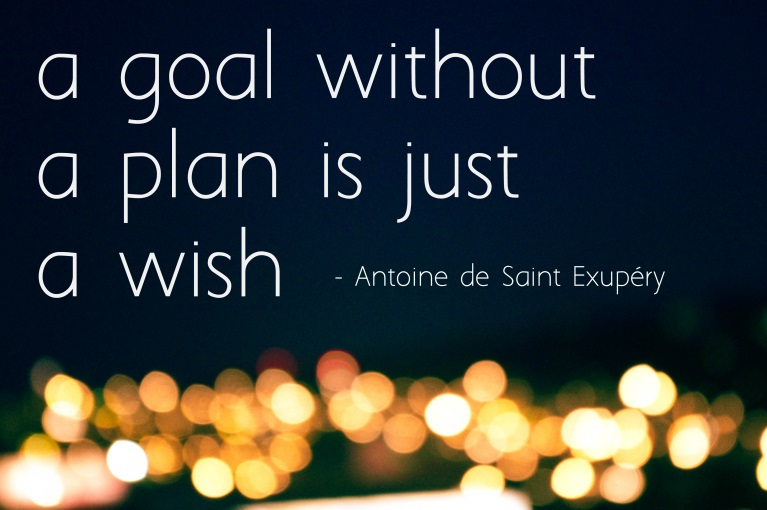 a goal without
a plan is just
a wish - Antoine de Saint Exupéry